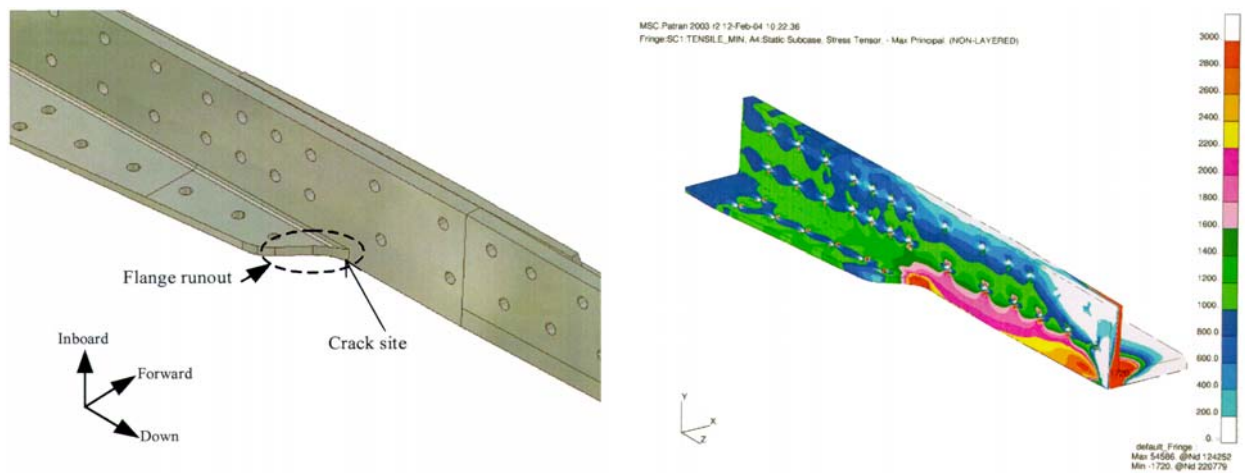 Flange runout
Crack site
Inboard
Forward
Down
MSC Patran 2003 r2 12-Feb-04 10:22:36
Fringe:SC1:TENSILE_MIN, A4:Static Subcase, Stress Tensor, - Max Principal, (NON-LAYERED)
3000.
2800.
2600.
2400.
2200.
2000.
1800.
1600.
1400.
1200.
1000.
800.0
600.0
400.0
200.0
0.
Y
X
Z
default_Fringe :
Max 54586. @Nd 124252
Min -1720. @Nd 220779